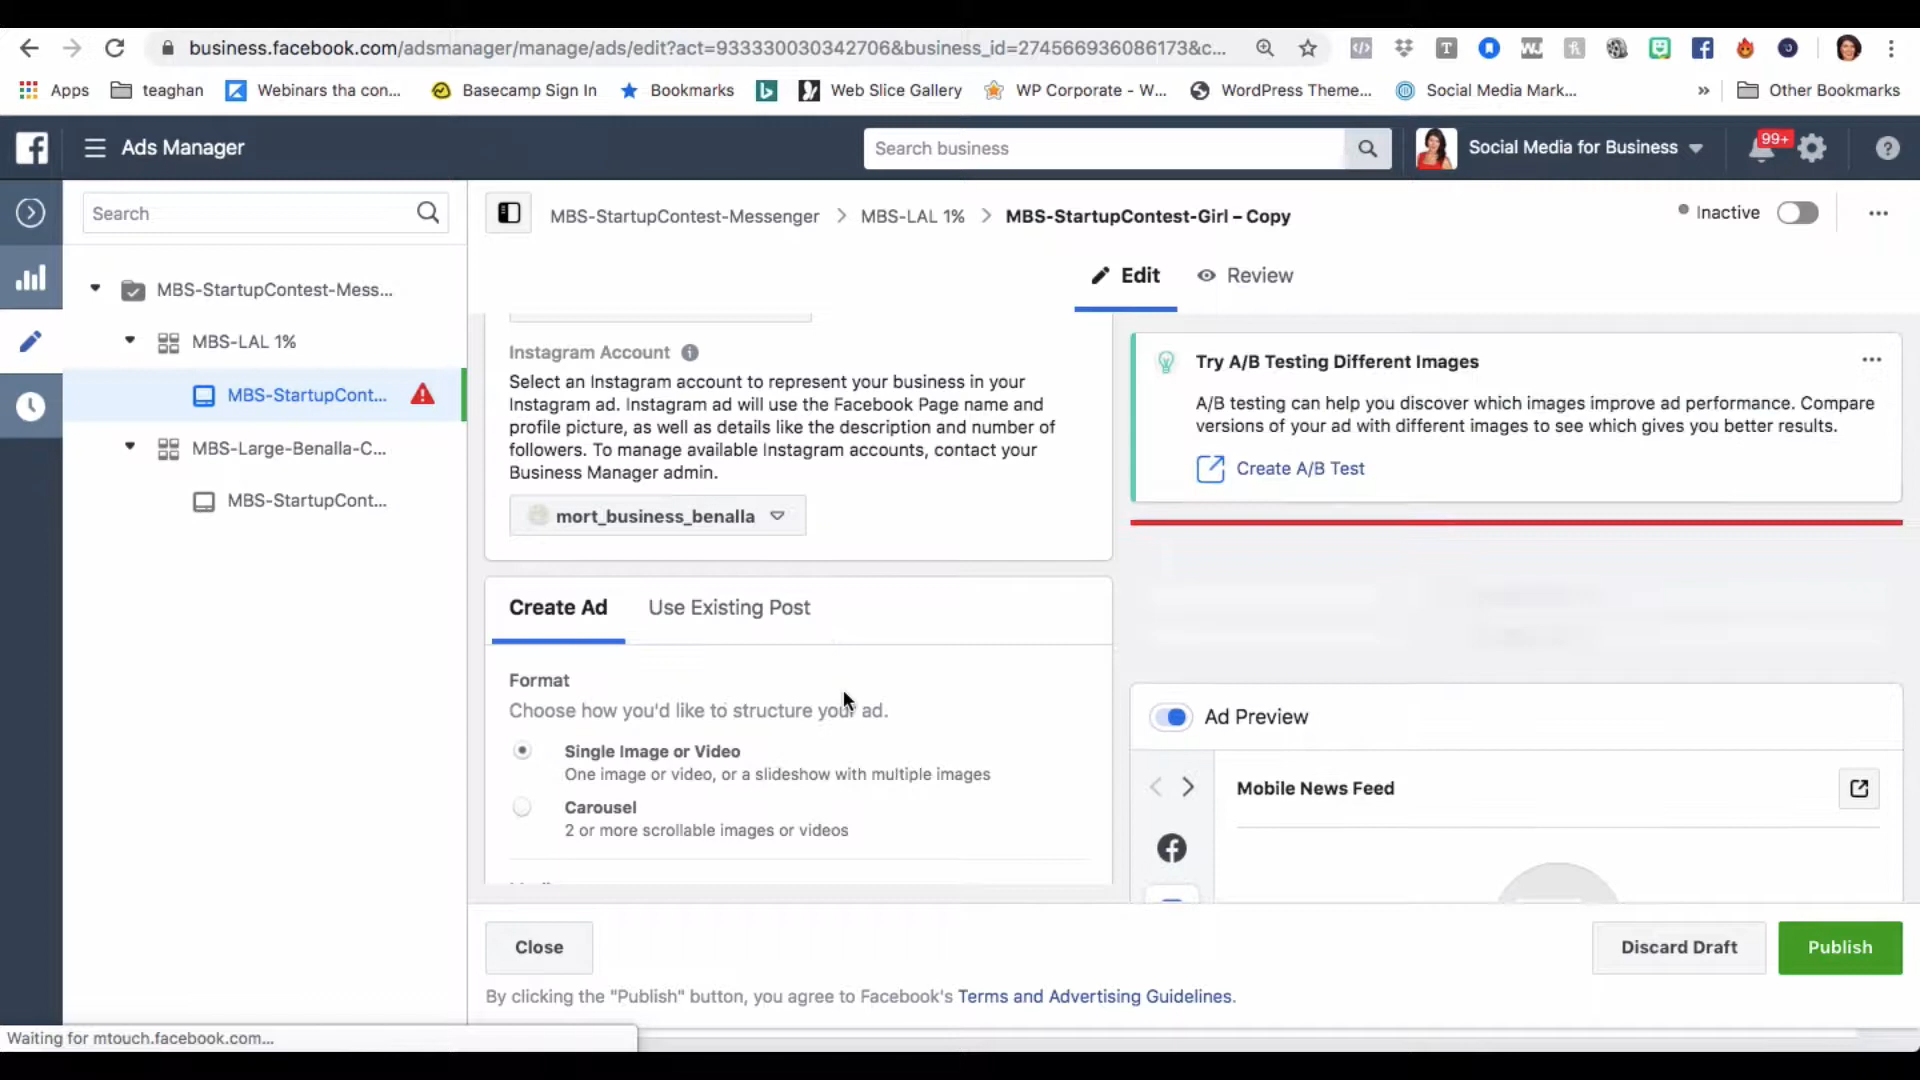 business.facebook.com/adsmanager/manage/ads/edit?act=933330030342706&business_id=274566936086173&c...
Apps
teaghan
Webinars tha con...
Basecamp Sign In
Bookmarks
Web Slice Gallery
WP Corporate - W...
WordPress Theme...
Social Media Mark...
»
Other Bookmarks
Ads Manager
Search business
Social Media for Business
99+
Search
MBS-StartupContest-Messenger > MBS-LAL 1% > MBS-StartupContest-Girl – Copy
Inactive
Edit
Review
MBS-StartupContest-Mess...
MBS-LAL 1%
MBS-StartupCont...
MBS-Large-Benalla-C...
MBS-StartupCont...
Instagram Account
Select an Instagram account to represent your business in your
Instagram ad. Instagram ad will use the Facebook Page name and
profile picture, as well as details like the description and number of
followers. To manage available Instagram accounts, contact your
Business Manager admin.
mort_business_benalla
Create Ad
Use Existing Post
Format
Choose how you'd like to structure your ad.
Single Image or Video
One image or video, or a slideshow with multiple images
Carousel
2 or more scrollable images or videos
Try A/B Testing Different Images
A/B testing can help you discover which images improve ad performance. Compare
versions of your ad with different images to see which gives you better results.
Create A/B Test
Ad Preview
Mobile News Feed
Close
Discard Draft
Publish
By clicking the "Publish" button, you agree to Facebook's Terms and Advertising Guidelines.
Waiting for mtouch.facebook.com...